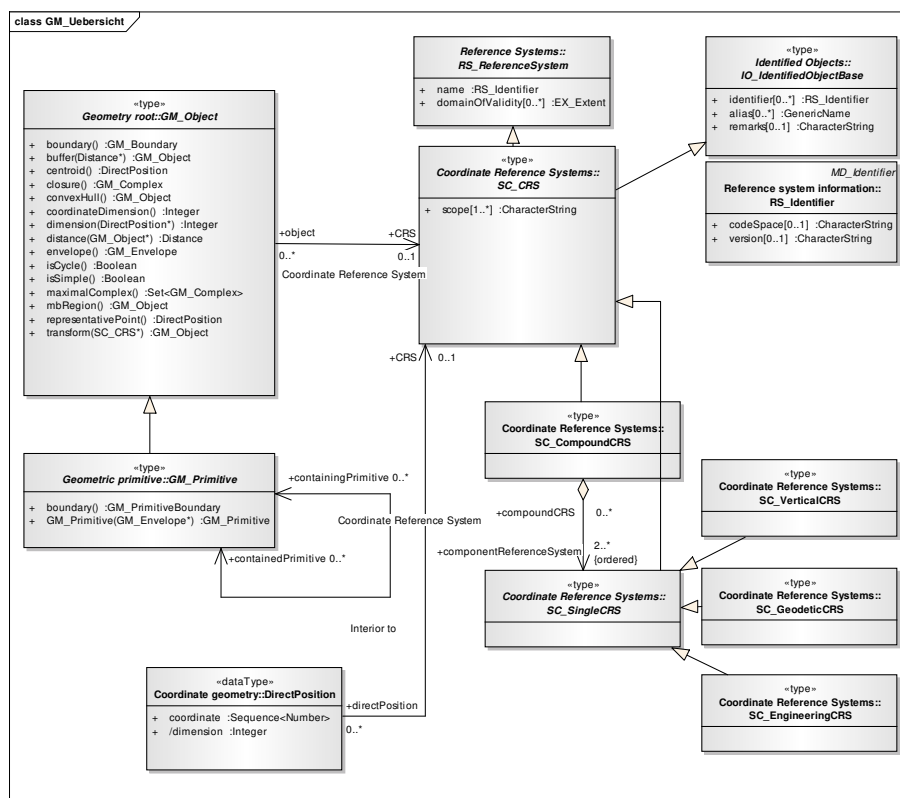 class GM_Uebersicht
Reference Systems::
RS_ReferenceSystem
+ name :RS_Identifier
+ domainOfValidity[0..*] :EX_Extent
«type»
Identified Objects::
IO_IdentifiedObjectBase
+ identifier[0..*] :RS_Identifier
+ alias[0..*] :GenericName
+ remarks[0..1] :CharacterString
MD_Identifier
Reference system information::
RS_Identifier
+ codeSpace[0..1] :CharacterString
+ version[0..1] :CharacterString
«type»
Geometry root::GM_Object
+ boundary() :GM_Boundary
+ buffer(Distance*) :GM_Object
+ centroid() :DirectPosition
+ closure() :GM_Complex
+ convexHull() :GM_Object
+ coordinateDimension() :Integer
+ dimension(DirectPosition*) :Integer
+ distance(GM_Object*) :Distance
+ envelope() :GM_Envelope
+ isCycle() :Boolean
+ isSimple() :Boolean
+ maximalComplex() :Set<GM_Complex>
+ mbRegion() :GM_Object
+ representativePoint() :DirectPosition
+ transform(SC_CRS*) :GM_Object
«type»
Coordinate Reference Systems::
SC_CRS
+ scope[1..*] :CharacterString
+object
0..*
+CRS
0..1
Coordinate Reference System
+CRS 0..1
«type»
Coordinate Reference Systems::
SC_CompoundCRS
«type»
Geometric primitive::GM_Primitive
+ boundary() :GM_PrimitiveBoundary
+ GM_Primitive(GM_Envelope*) :GM_Primitive
+containingPrimitive 0..*
Coordinate Reference System
+containedPrimitive 0..*
Interior to
+compoundCRS 0..*
+componentReferenceSystem
2..*
{ordered}
«type»
Coordinate Reference Systems::
SC_SingleCRS
«type»
Coordinate Reference Systems::
SC_VerticalCRS
«type»
Coordinate Reference Systems::
SC_GeodeticCRS
«type»
Coordinate Reference Systems::
SC_EngineeringCRS
«dataType»
Coordinate geometry::DirectPosition
+ coordinate :Sequence<Number>
+ /dimension :Integer
+directPosition
0..*